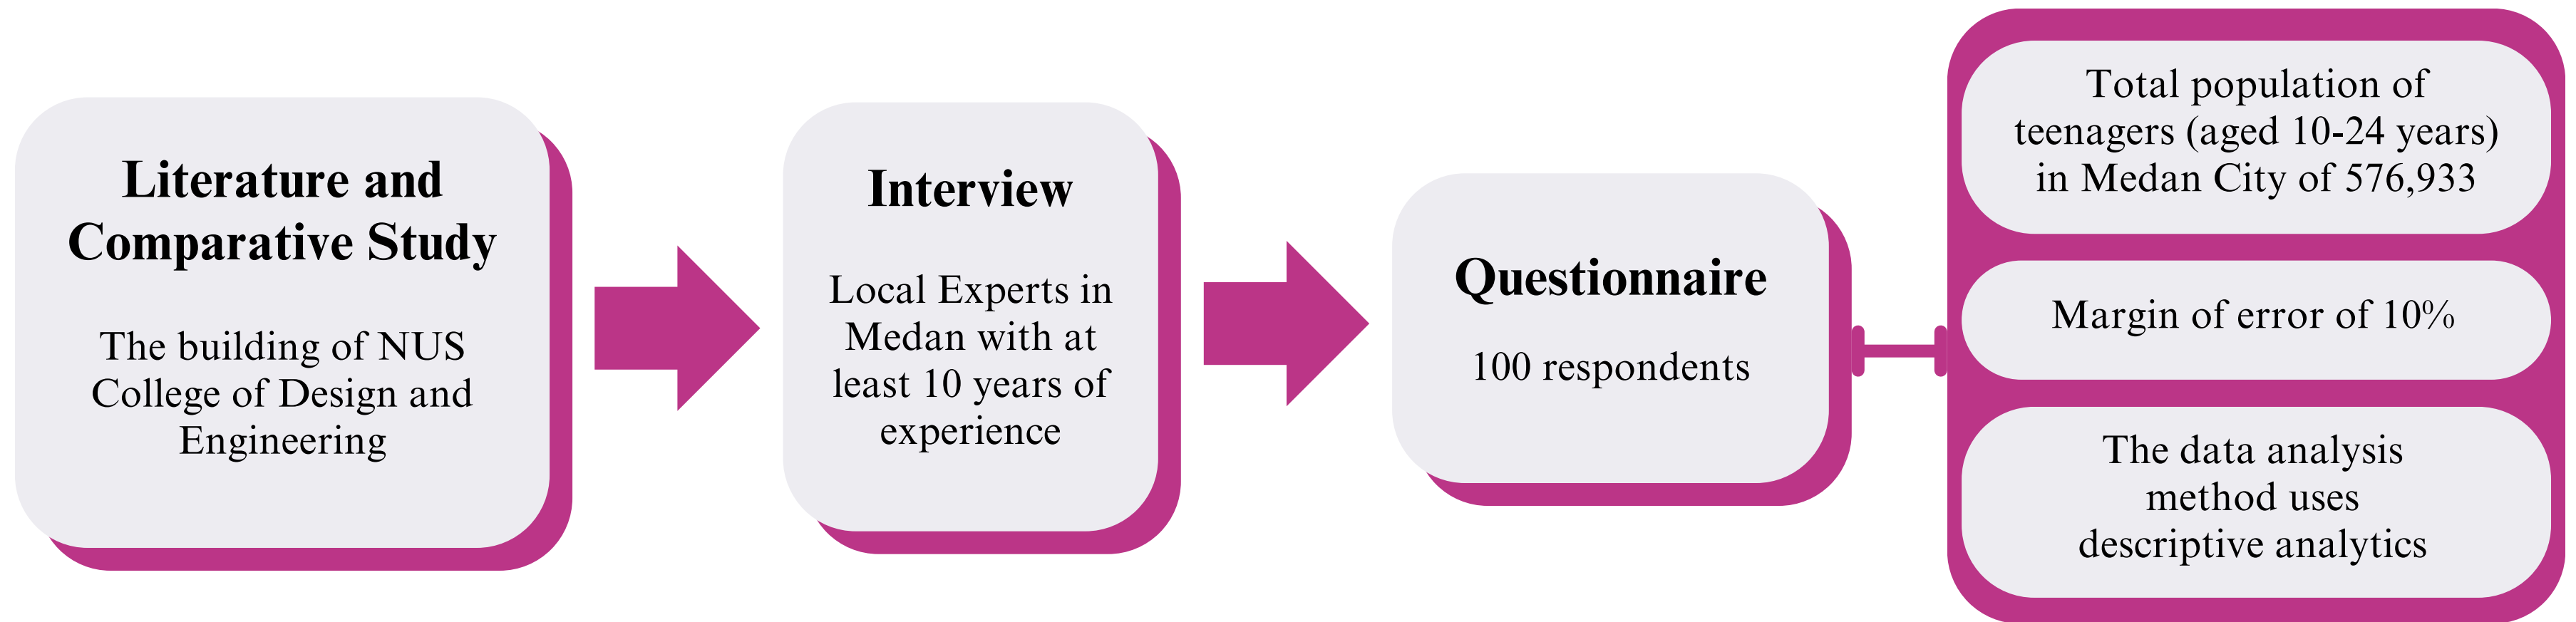 Literature and
Comparative Study
The building of NUS
College of Design and
Engineering
Interview
Local Experts in
Medan with at
least 10 years of
experience
Questionnaire
100 respondents
Total population of
teenagers (aged 10-24 years)
in Medan City of 576,933
Margin of error of 10%
The data analysis
method uses
descriptive analytics